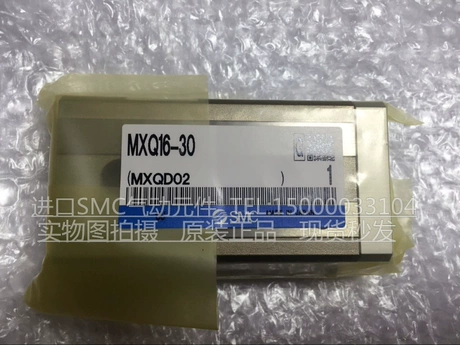 MXQ16-30
(MXQD02 )
1
SMC
进口SMC气动元件 TEL:15000033104
实物图拍摄 原装正品 现货秒发